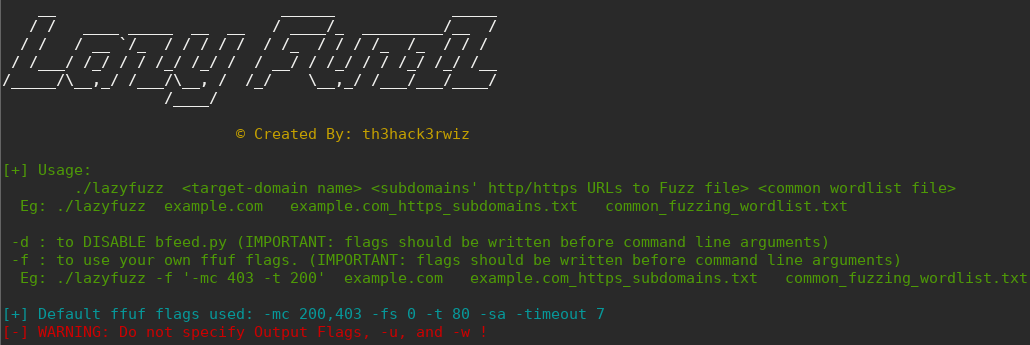 Lazy Fuzz
© Created By: th3hack3rwiz
[+] Usage:
./lazyfuzz <target-domain name> <subdomains' http/https URLs to Fuzz file> <common wordlist file>
Eg: ./lazyfuzz example.com example.com_https_subdomains.txt common_fuzzing_wordlist.txt
-d : to DISABLE bfeed.py (IMPORTANT: flags should be written before command line arguments)
-f : to use your own ffuf flags. (IMPORTANT: flags should be written before command line arguments)
Eg: ./lazyfuzz -f '-mc 403 -t 200' example.com example.com_https_subdomains.txt common_fuzzing_wordlist.txt
[+] Default ffuf flags used: -mc 200,403 -fs 0 -t 80 -sa -timeout 7
[-] WARNING: Do not specify Output Flags, -u, and -w !